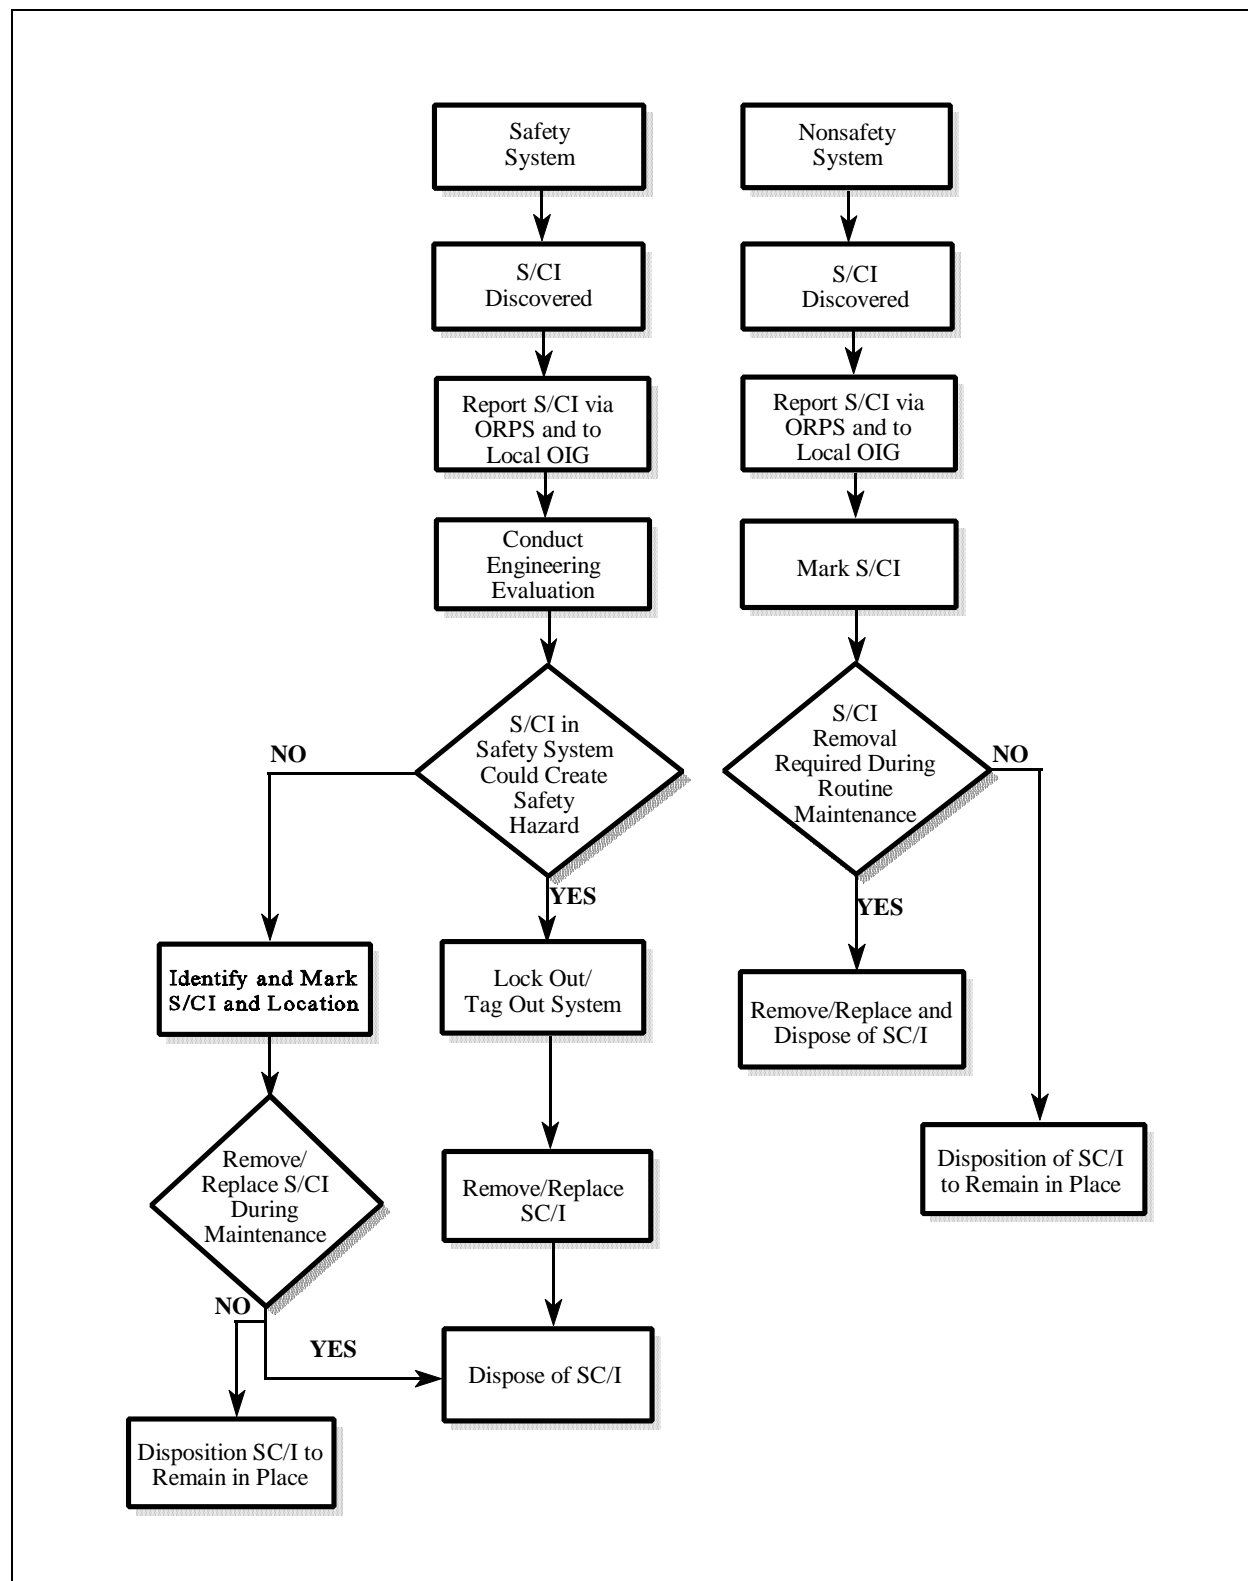 Safety
System
Nonsafety
System
S/CI
Discovered
S/CI
Discovered
Report S/CI via
ORPS and to
Local OIG
Report S/CI via
ORPS and to
Local OIG
Conduct
Engineering
Evaluation
Mark S/CI
S/CI in
Safety System
Could Create
Safety
Hazard
S/CI
Removal
Required During
Routine
Maintenance
NO
NO
YES
YES
Identify and Mark
S/CI and Location
Lock Out/
Tag Out System
Remove/Replace and
Dispose of SC/I
Remove/
Replace S/CI
During
Maintenance
Remove/Replace
SC/I
Disposition of SC/I
to Remain in Place
NO
YES
Dispose of SC/I
Disposition SC/I to
Remain in Place